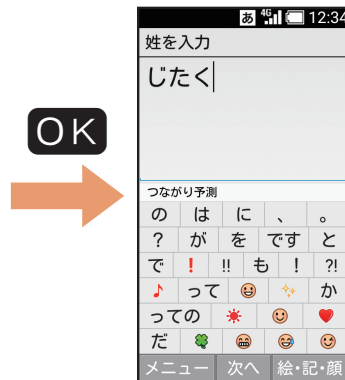 あ 4G 12:34
姓を入力
OK
じたく
つながり予測
の は に 、 。
? が を です と
で ❗ !! も ! ?!
♪ って 😃 ✨ か
っての ☀ 🙂 ❤
だ 🍀 😁 😅 😉
メニュー 次へ 絵・記・顔